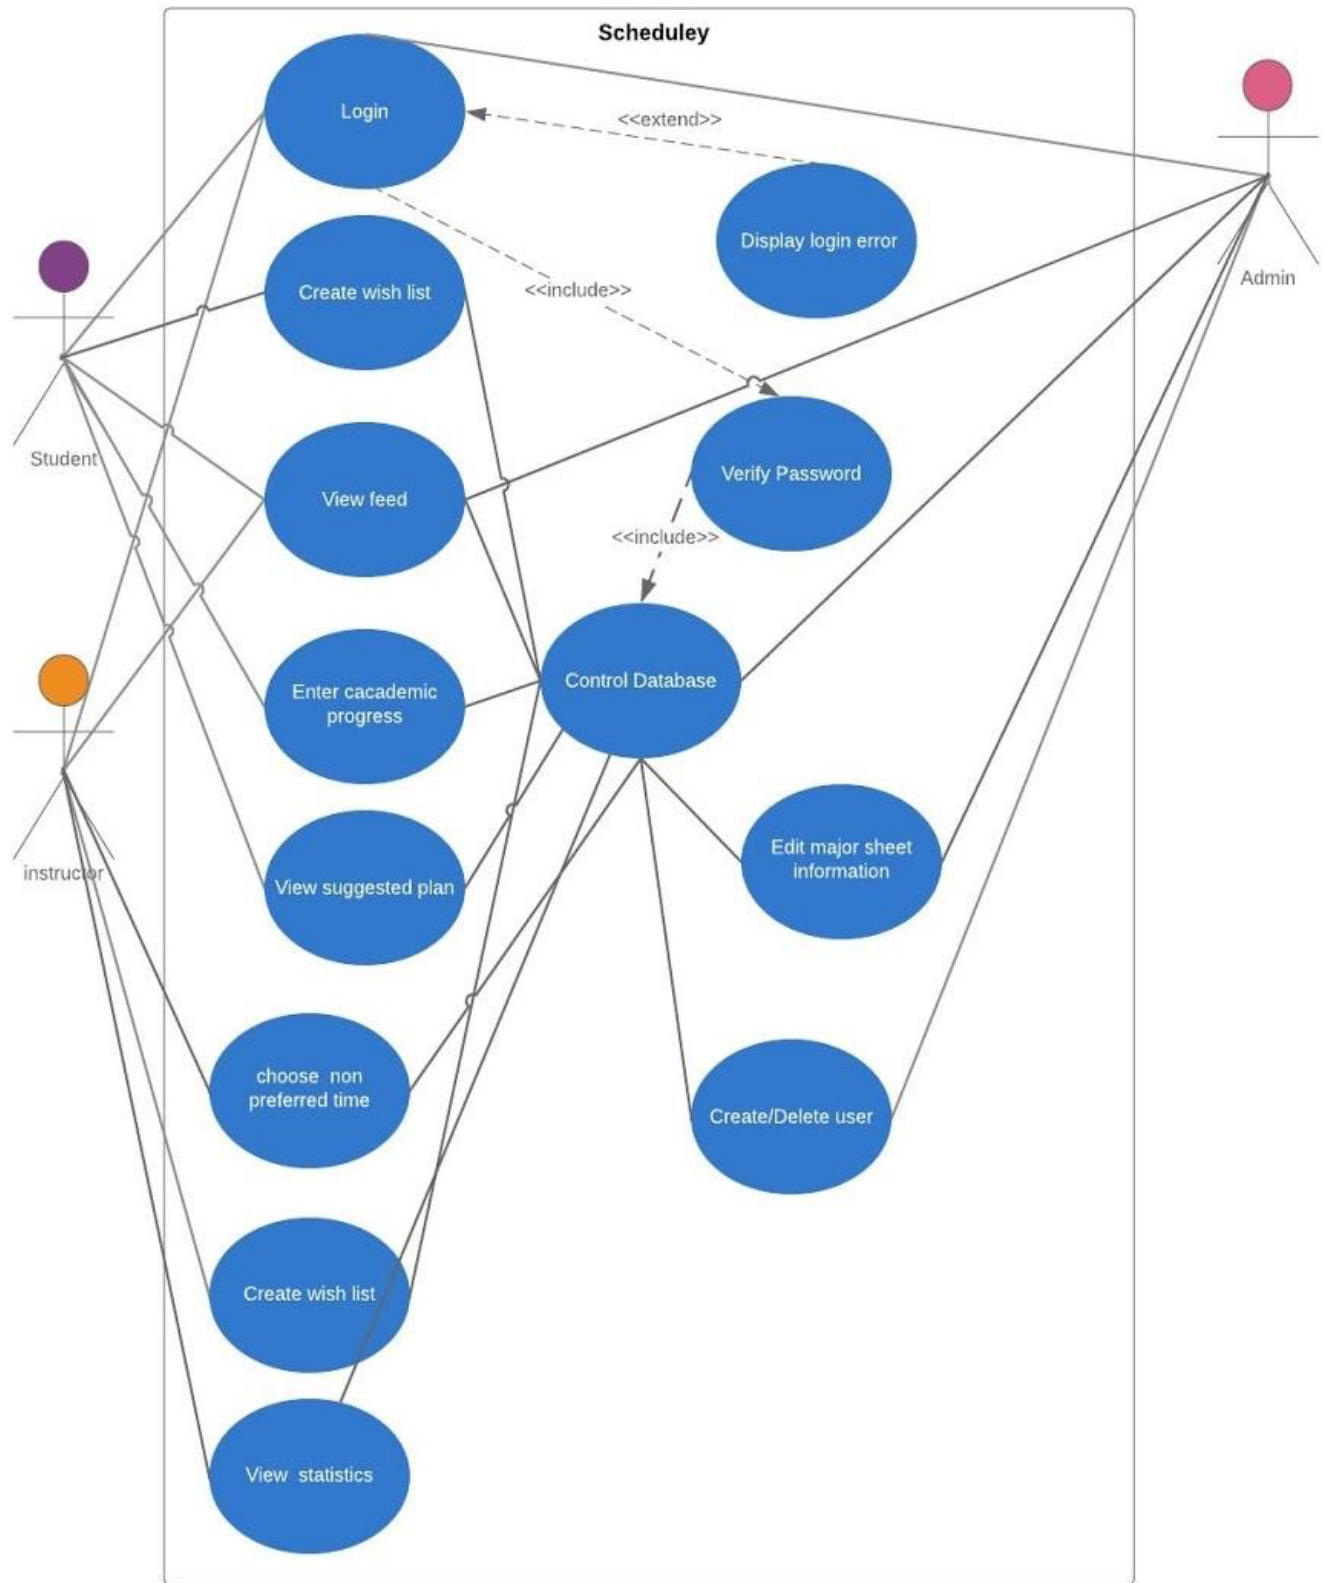 Scheduley
Login
<<extend>>
Display login error
Create wish list
<<include>>
Admin
Student
View feed
Verify Password
<<include>>
Control Database
Enter cacademic
progress
instructor
View suggested plan
Edit major sheet
information
choose non
preferred time
Create/Delete user
Create wish list
View statistics